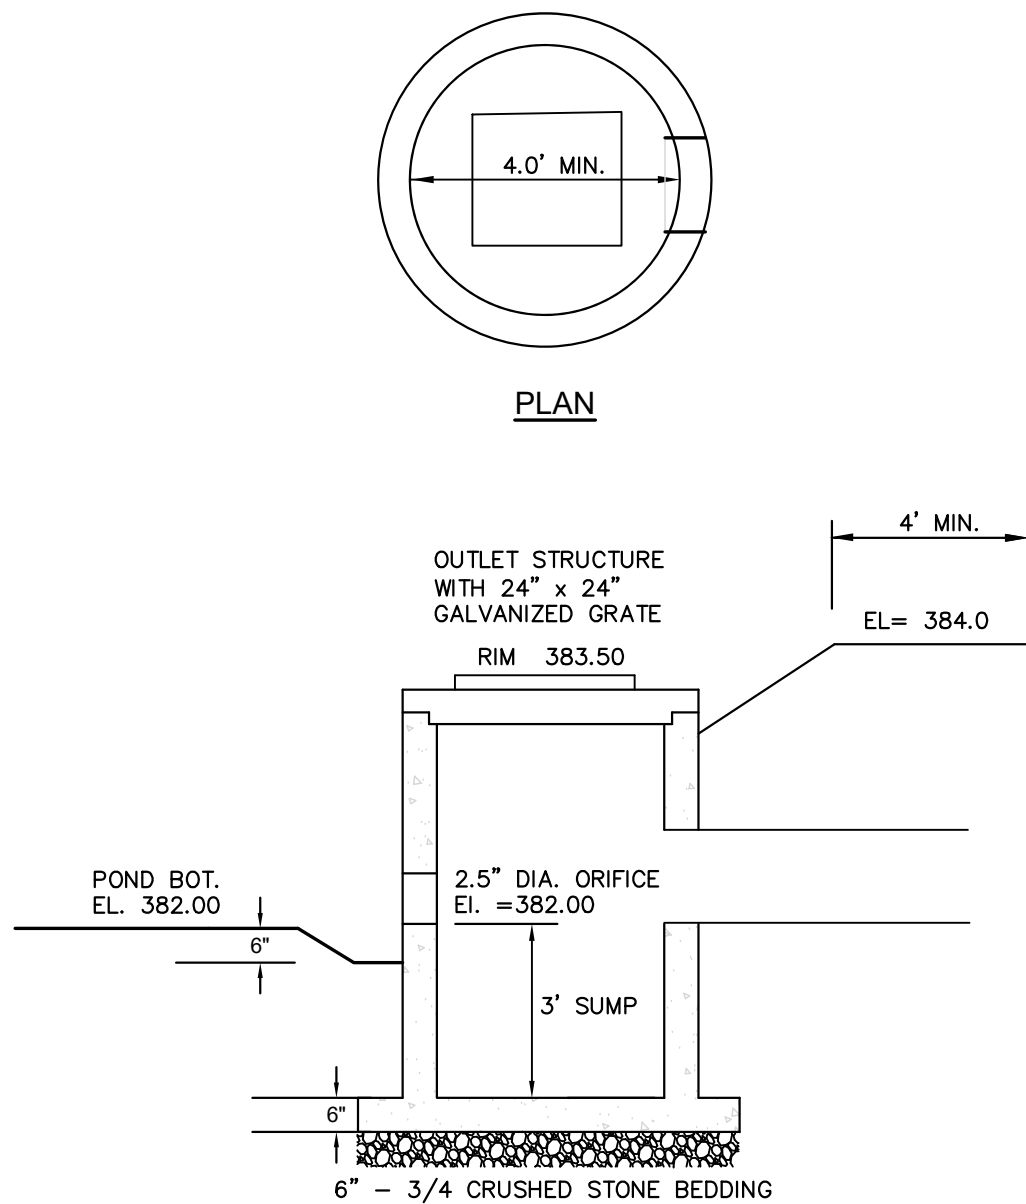 4.0' MIN.
PLAN
4' MIN.
OUTLET STRUCTURE
WITH 24" x 24"
GALVANIZED GRATE
EL= 384.0
RIM 383.50
POND BOT.
EL. 382.00
2.5" DIA. ORIFICE
El. =382.00
6"
3' SUMP
6"
6" - 3/4 CRUSHED STONE BEDDING